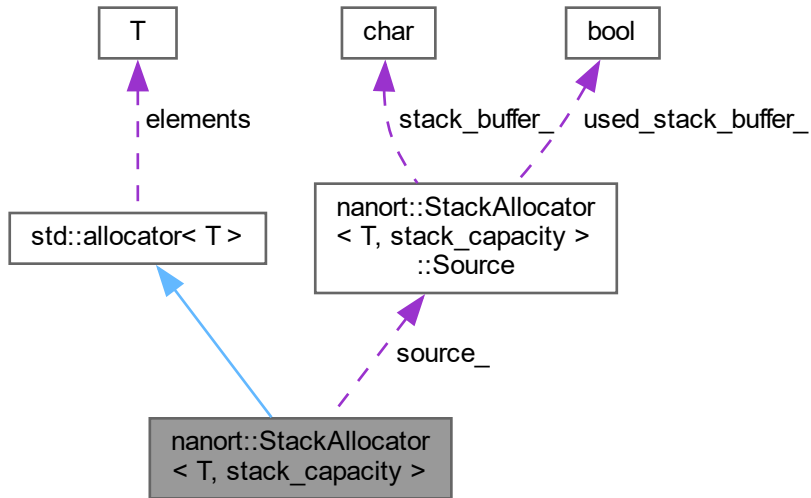 T
char
bool
elements
stack_buffer_
used_stack_buffer_
std::allocator< T >
nanort::StackAllocator
< T, stack_capacity >
::Source
source_
nanort::StackAllocator
< T, stack_capacity >